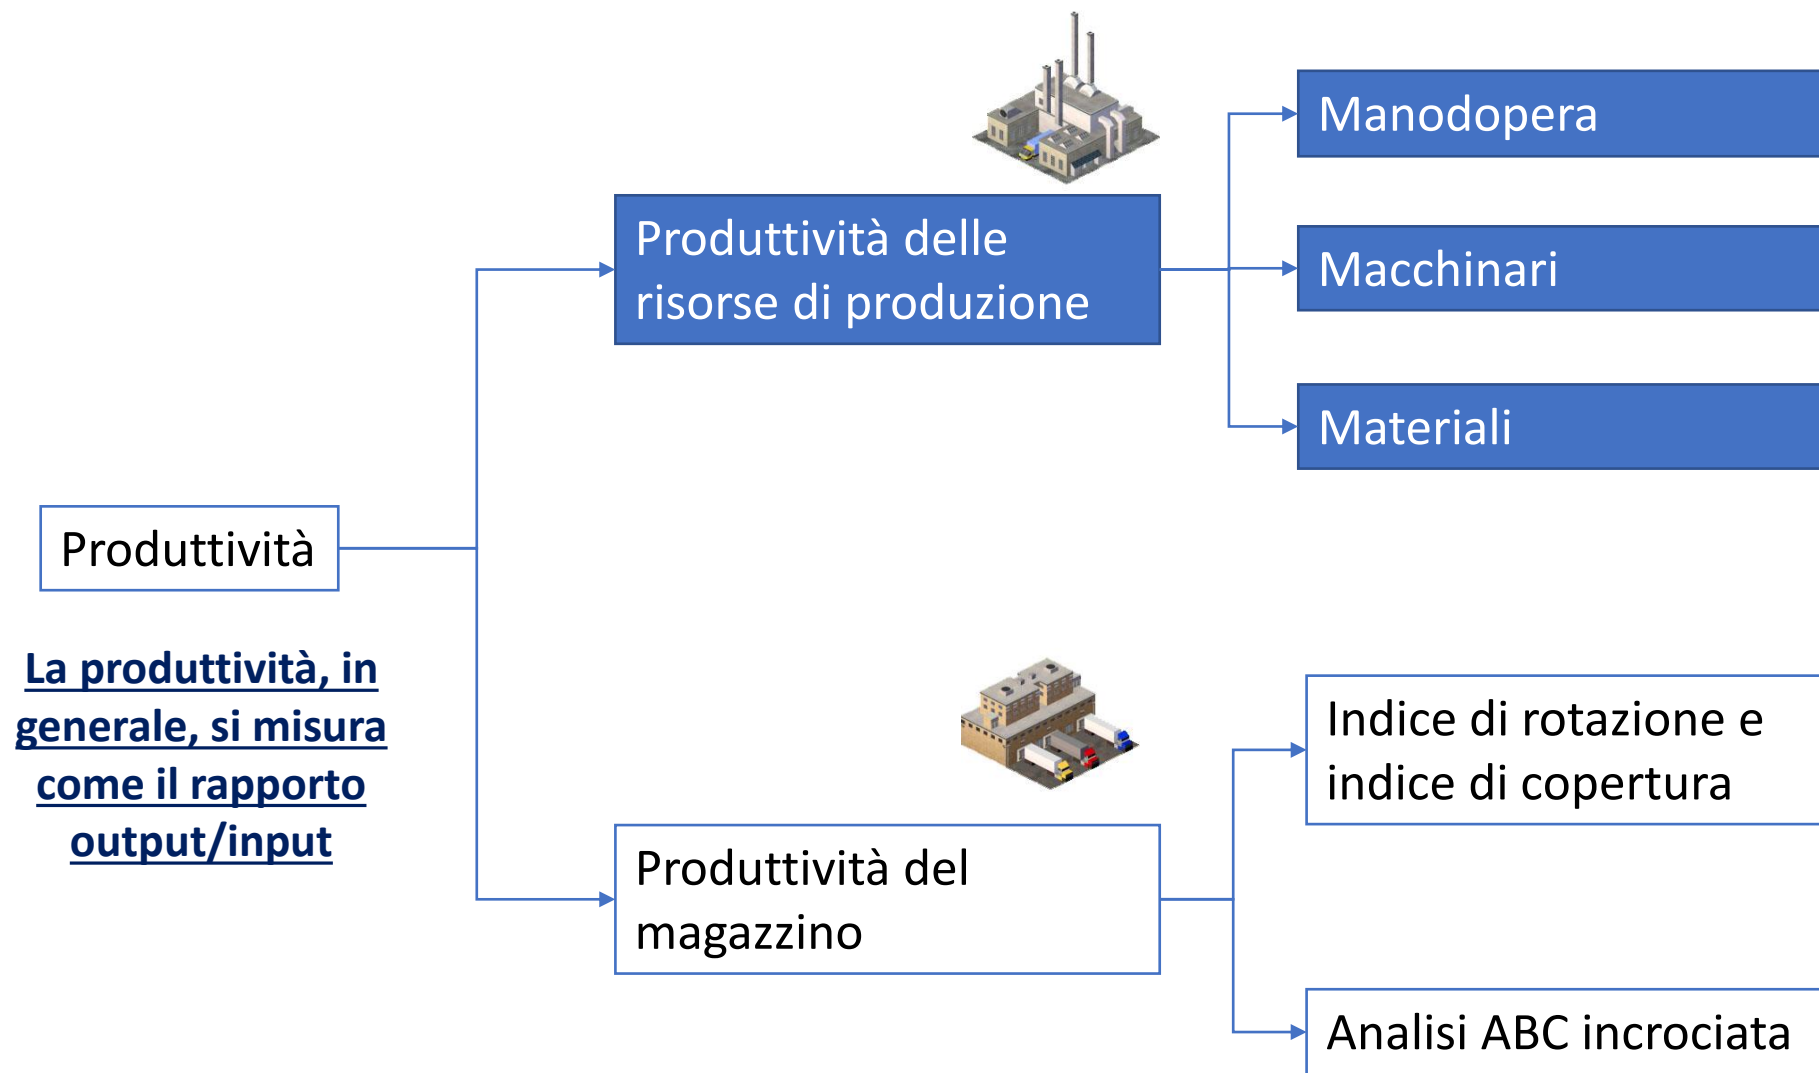 Manodopera
Produttività delle
risorse di produzione
Macchinari
Materiali
Produttività
La produttività, in
generale, si misura
come il rapporto
output/input
Indice di rotazione e
indice di copertura
Produttività del
magazzino
Analisi ABC incrociata